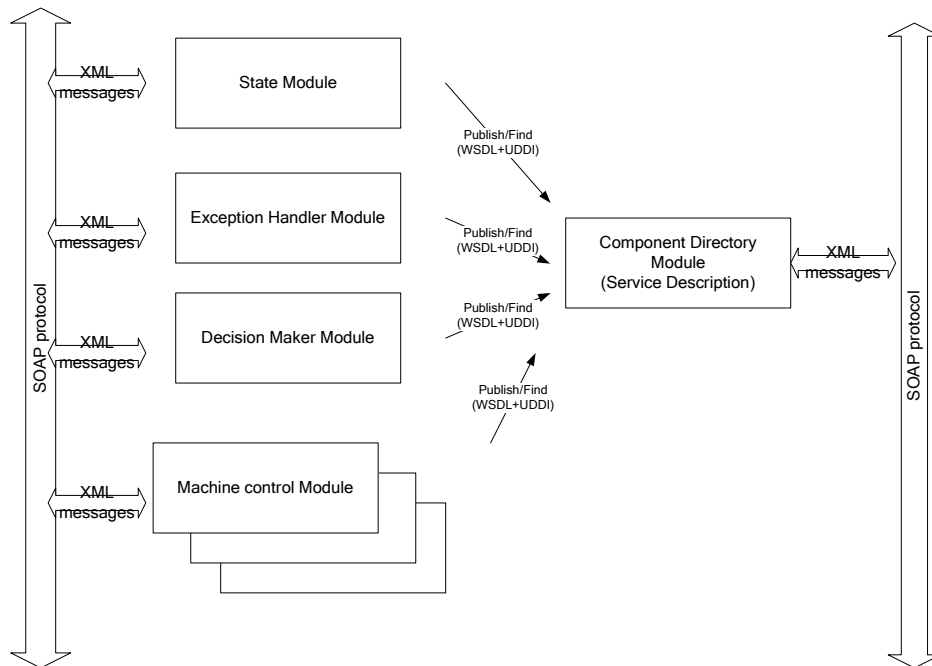 SOAP protocol
XML
messages
State Module
Publish/Find
(WSDL+UDDI)
XML
messages
Exception Handler Module
Publish/Find
(WSDL+UDDI)
Component Directory
Module
(Service Description)
XML
messages
SOAP protocol
XML
messages
Decision Maker Module
Publish/Find
(WSDL+UDDI)
Publish/Find
(WSDL+UDDI)
XML
messages
Machine control Module